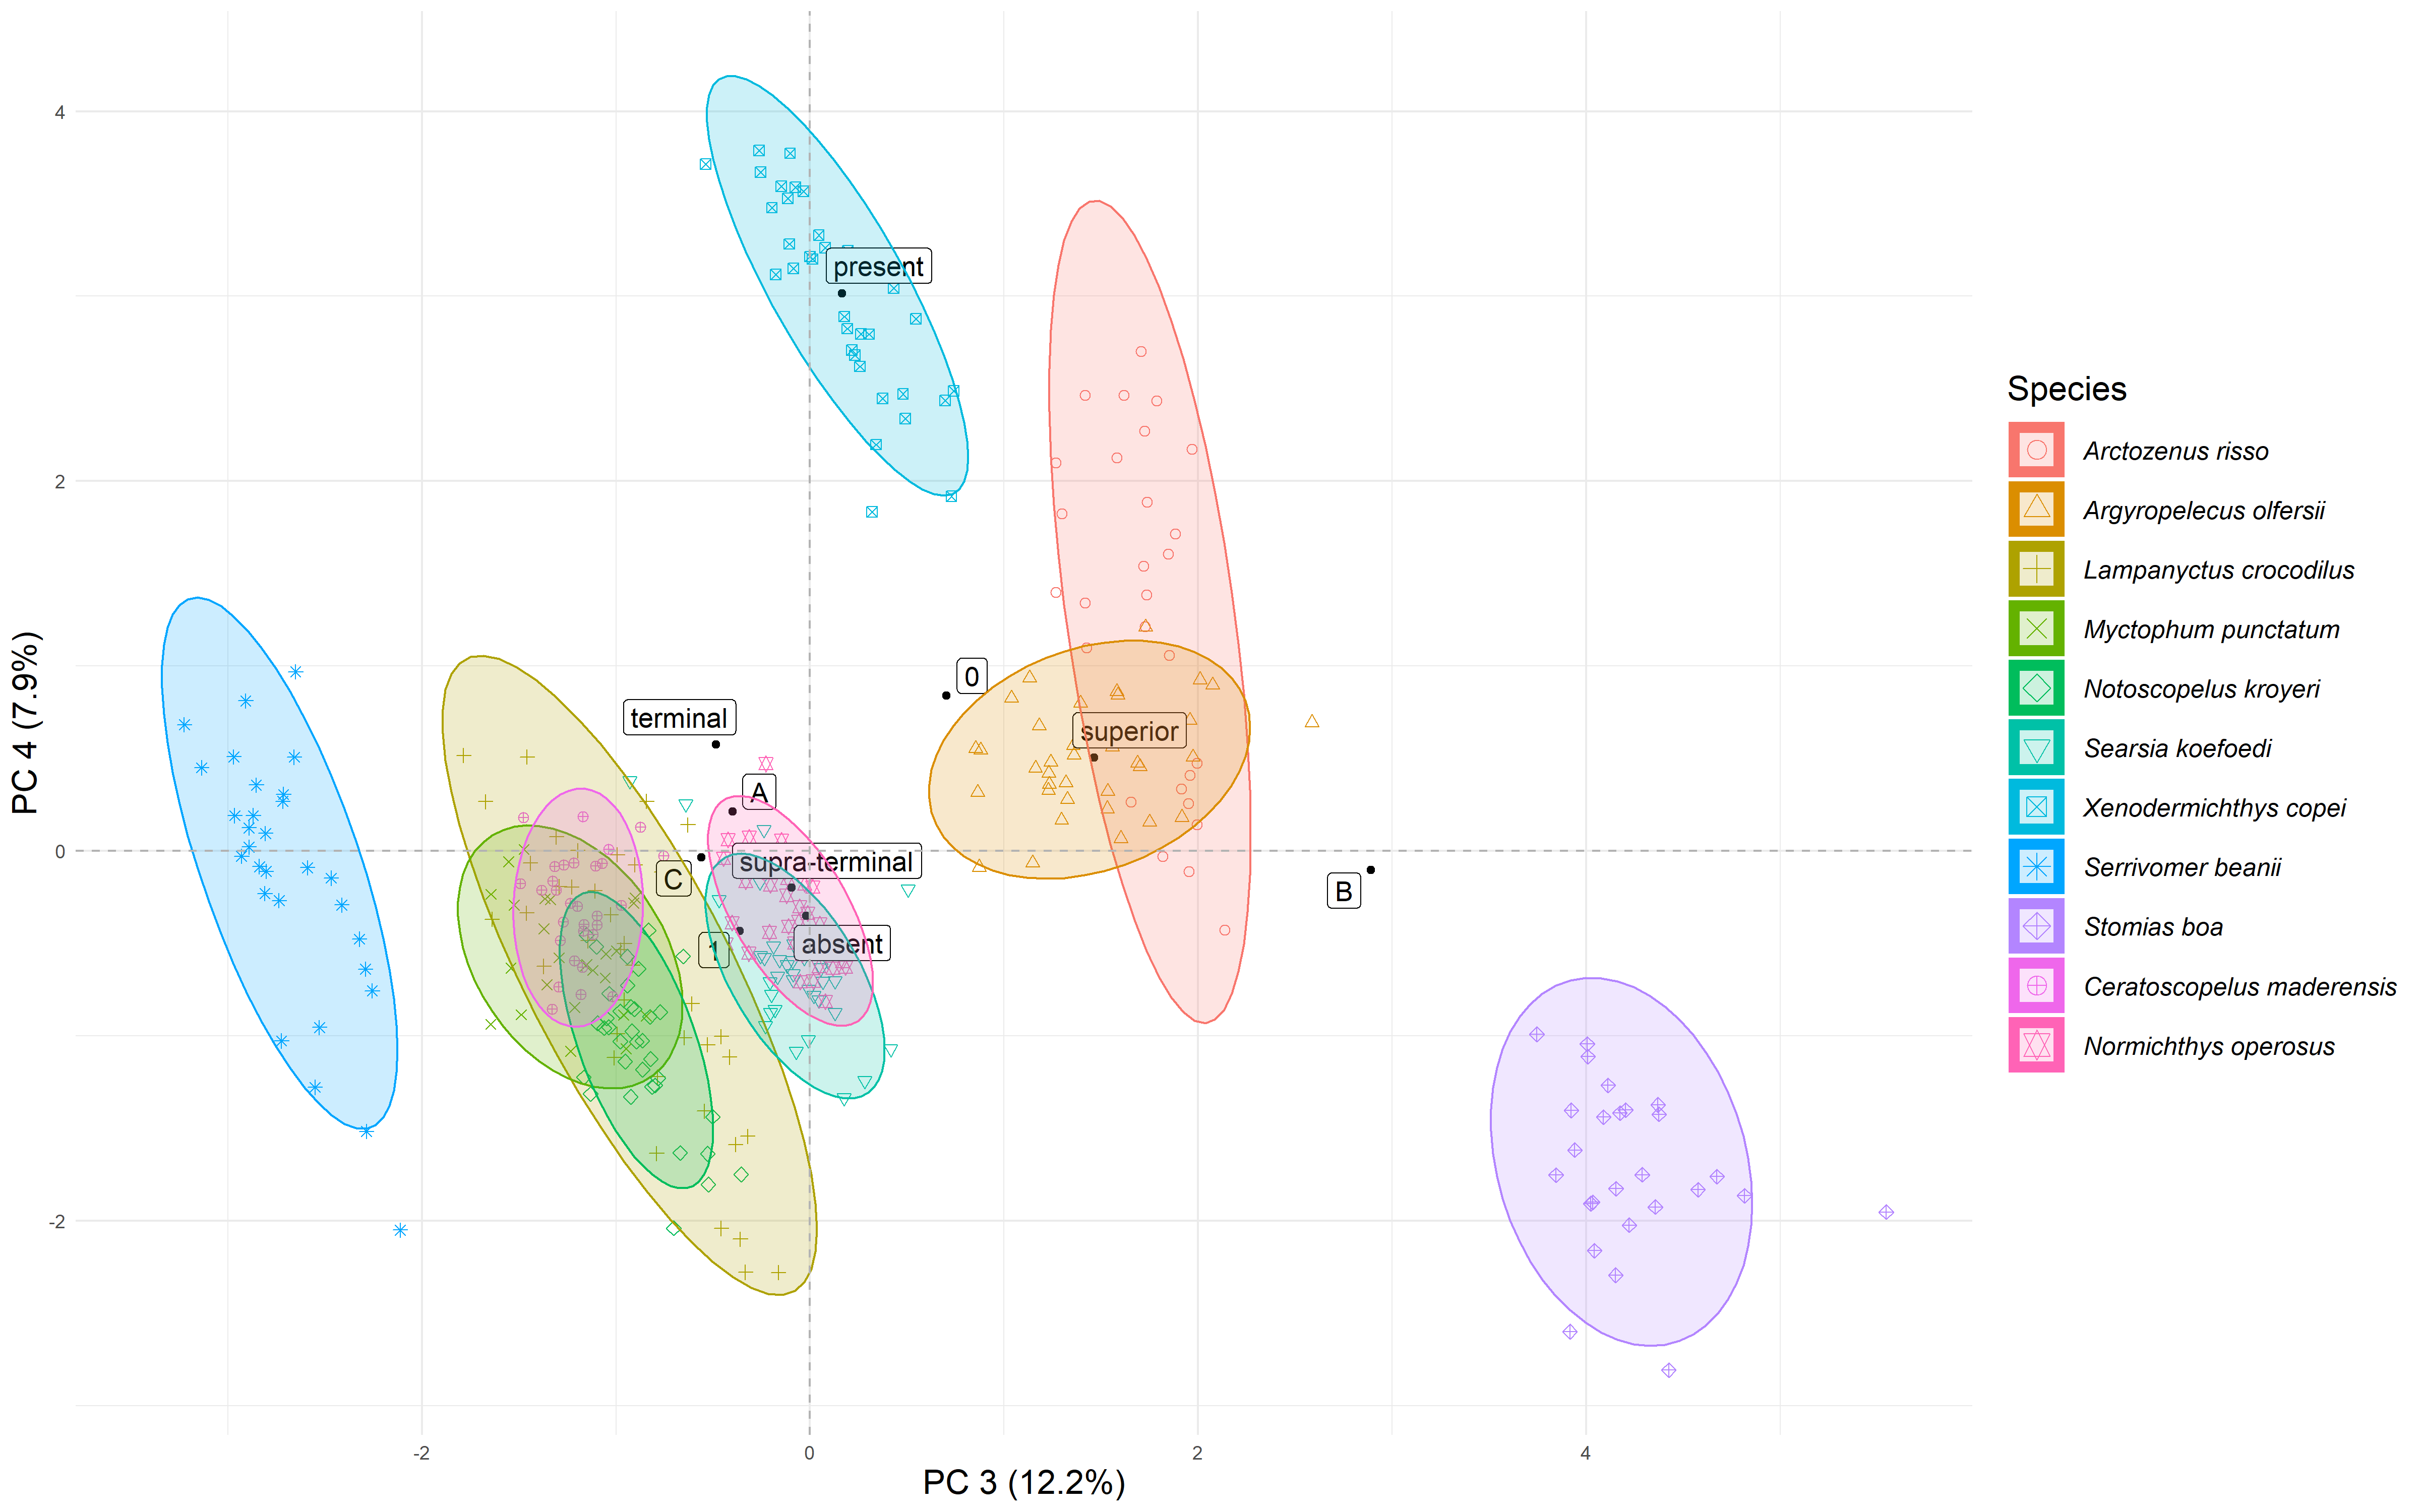 4
2
0
-2
PC 4 (7.9%)
present
0
terminal
superior
A
supra-terminal
C
B
1
absent
-2
0
2
4
PC 3 (12.2%)
Species
Arctozenus risso
Argyropelecus olfersii
Lampanyctus crocodilus
Myctophum punctatum
Notoscopelus kroyeri
Searsia koefoedi
Xenodermichthys copei
Serrivomer beanii
Stomias boa
Ceratoscopelus maderensis
Normichthys operosus